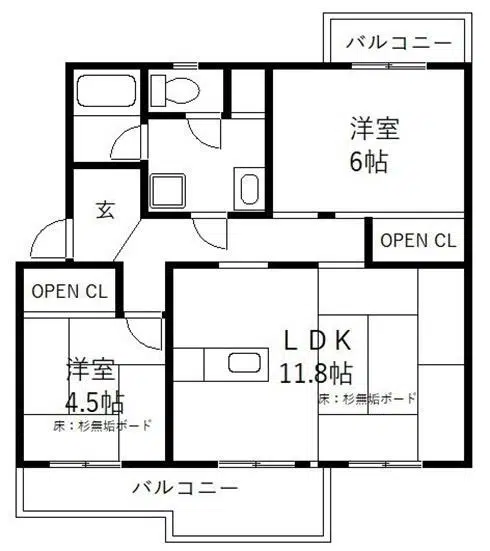 バルコニー
洋室
6帖
玄
OPEN CL
OPEN CL
LDK
11.8帖
床:杉無垢ボード
洋室
4.5帖
床:杉無垢ボード
バルコニー